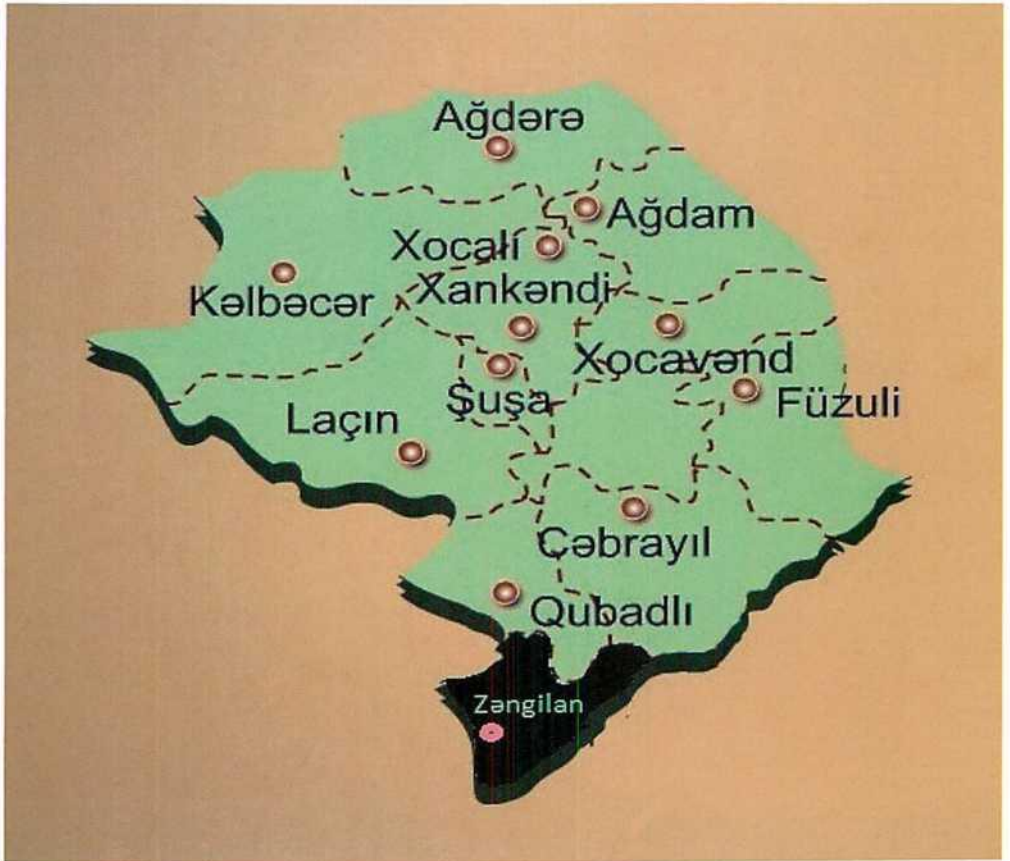 Ağdərə
Ağdam
Xocalı
Xankəndi
Kəlbəcər
Xocavənd
Şuşa
Füzuli
Laçın
Cəbrayıl
Qubadlı
Zəngilan